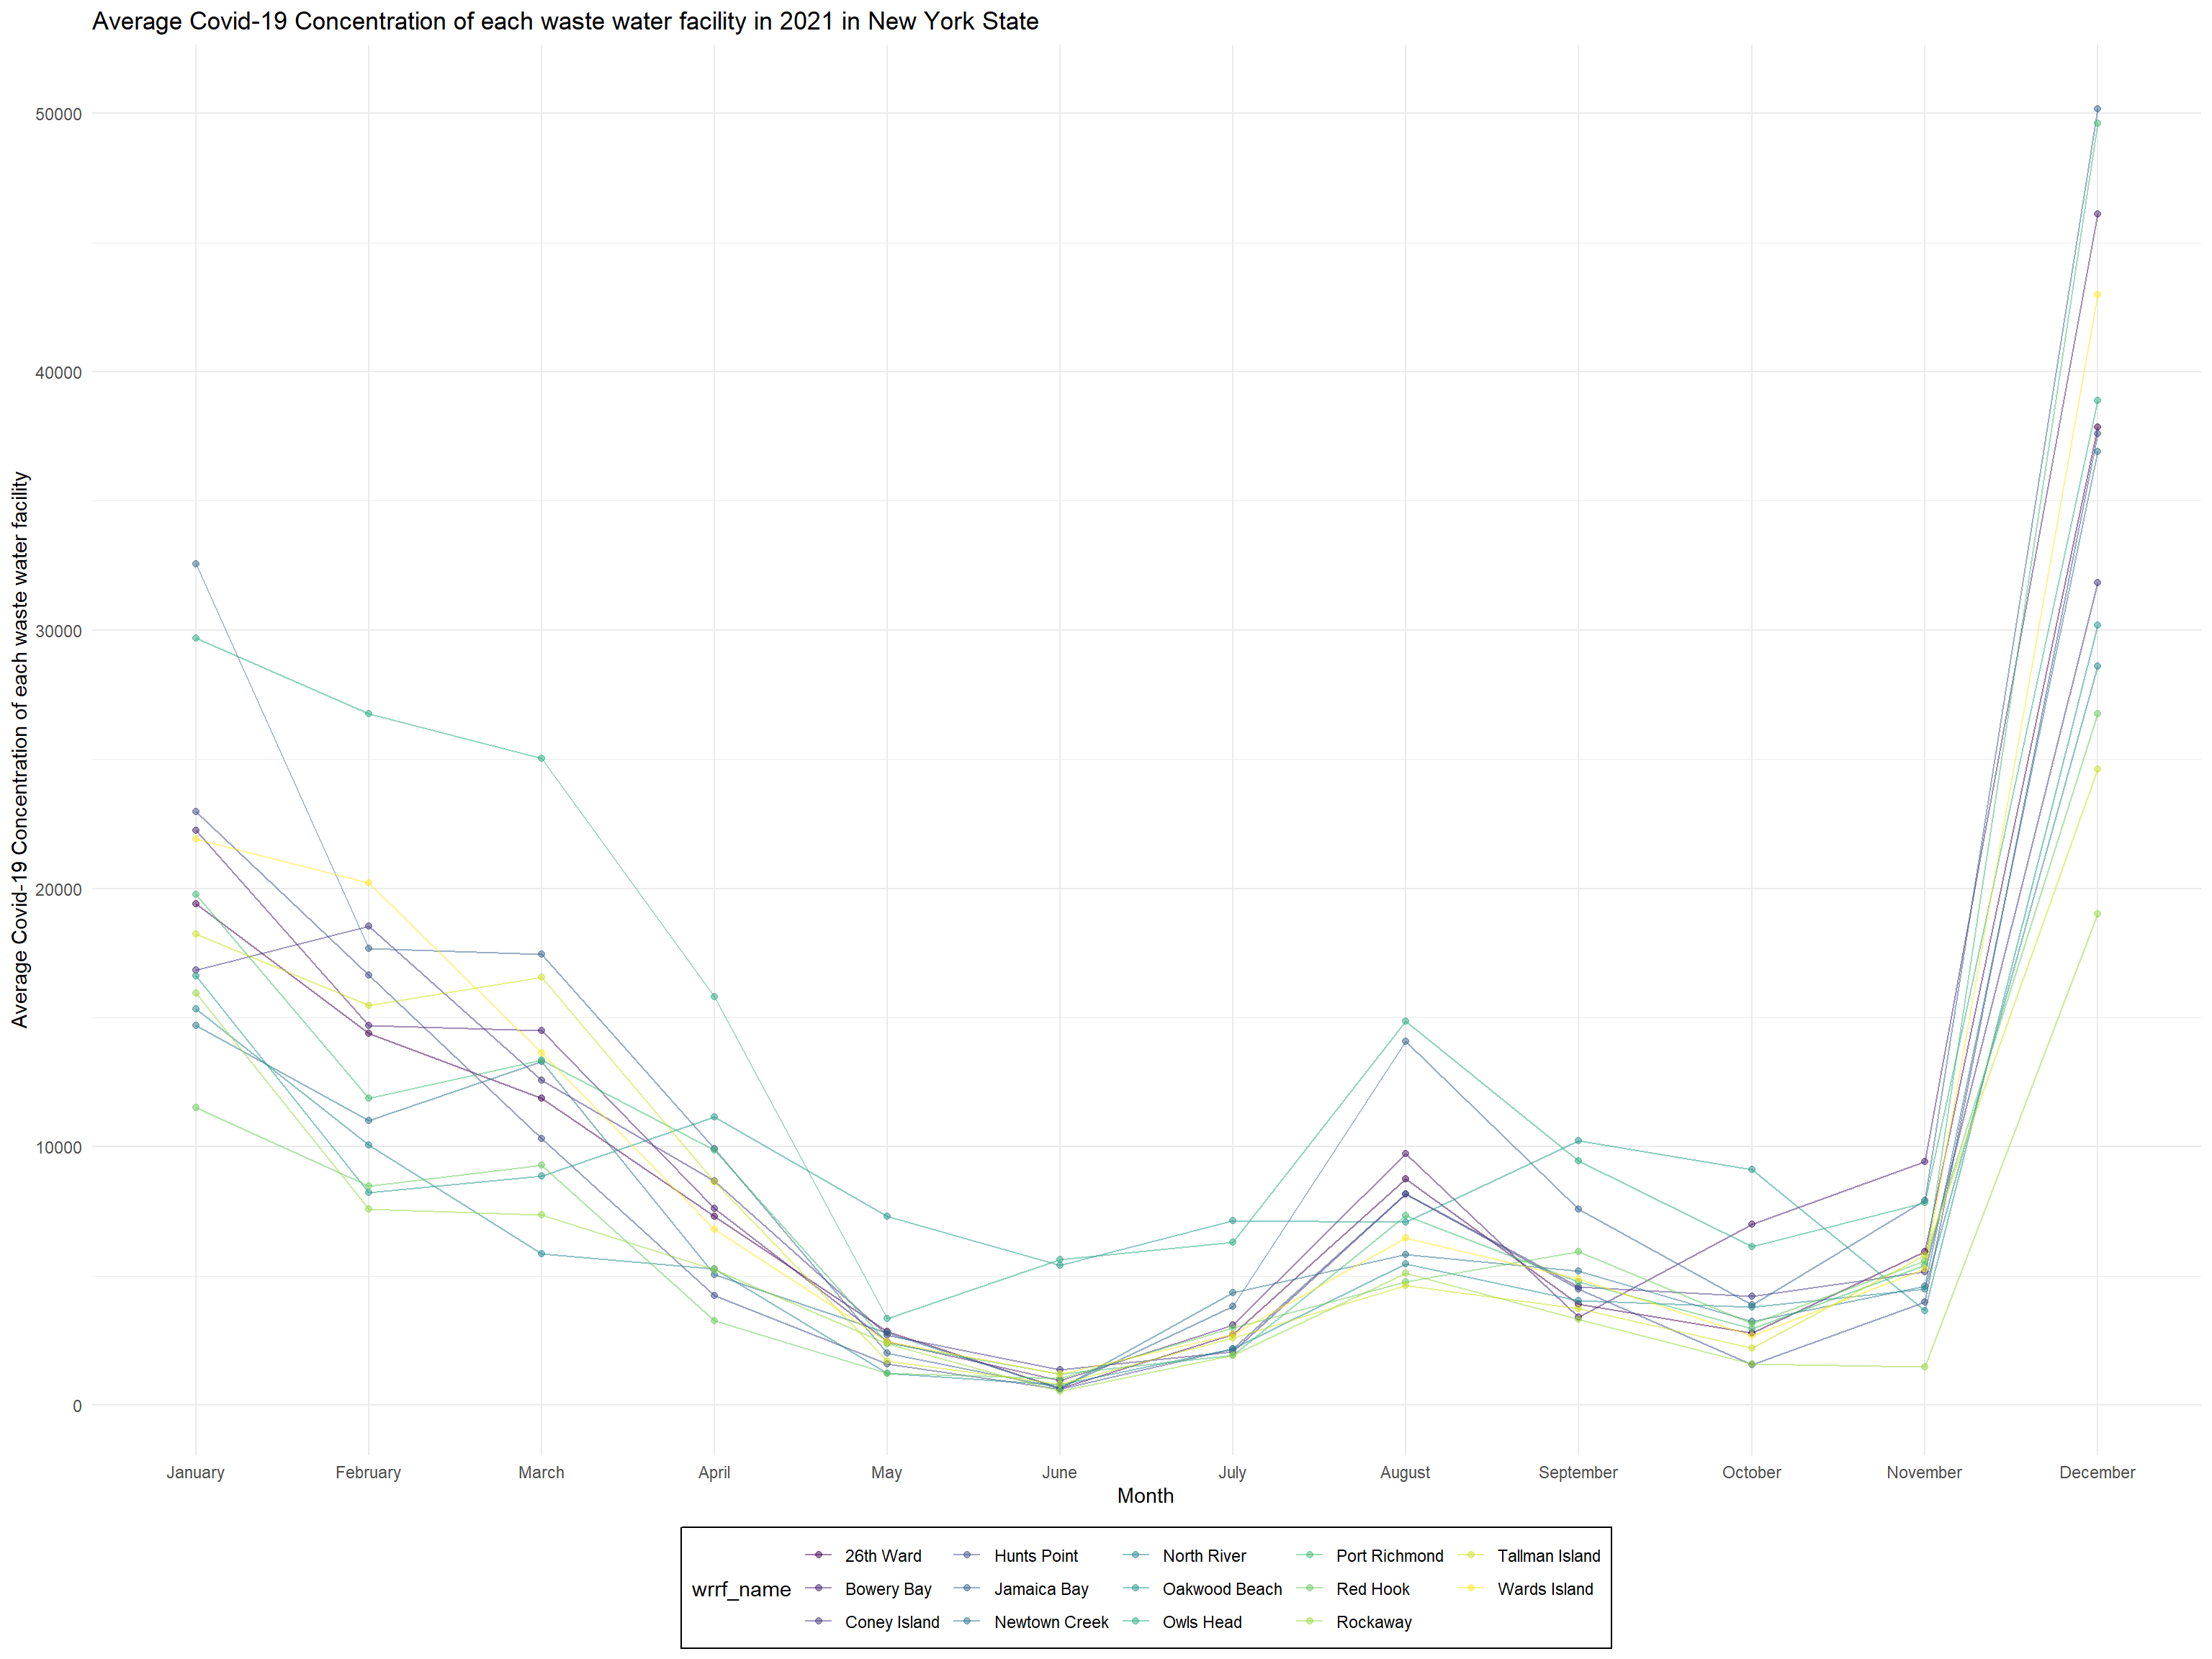 Average Covid-19 Concentration of each waste water facility in 2021 in New York State
Average Covid-19 Concentration of each waste water facility
50000
40000
30000
20000
10000
0
January February March April May June July August September October November December
Month
wrrf_name
26th Ward Hunts Point North River Port Richmond Tallman Island
Bowery Bay Jamaica Bay Oakwood Beach Red Hook Wards Island
Coney Island Newtown Creek Owls Head Rockaway